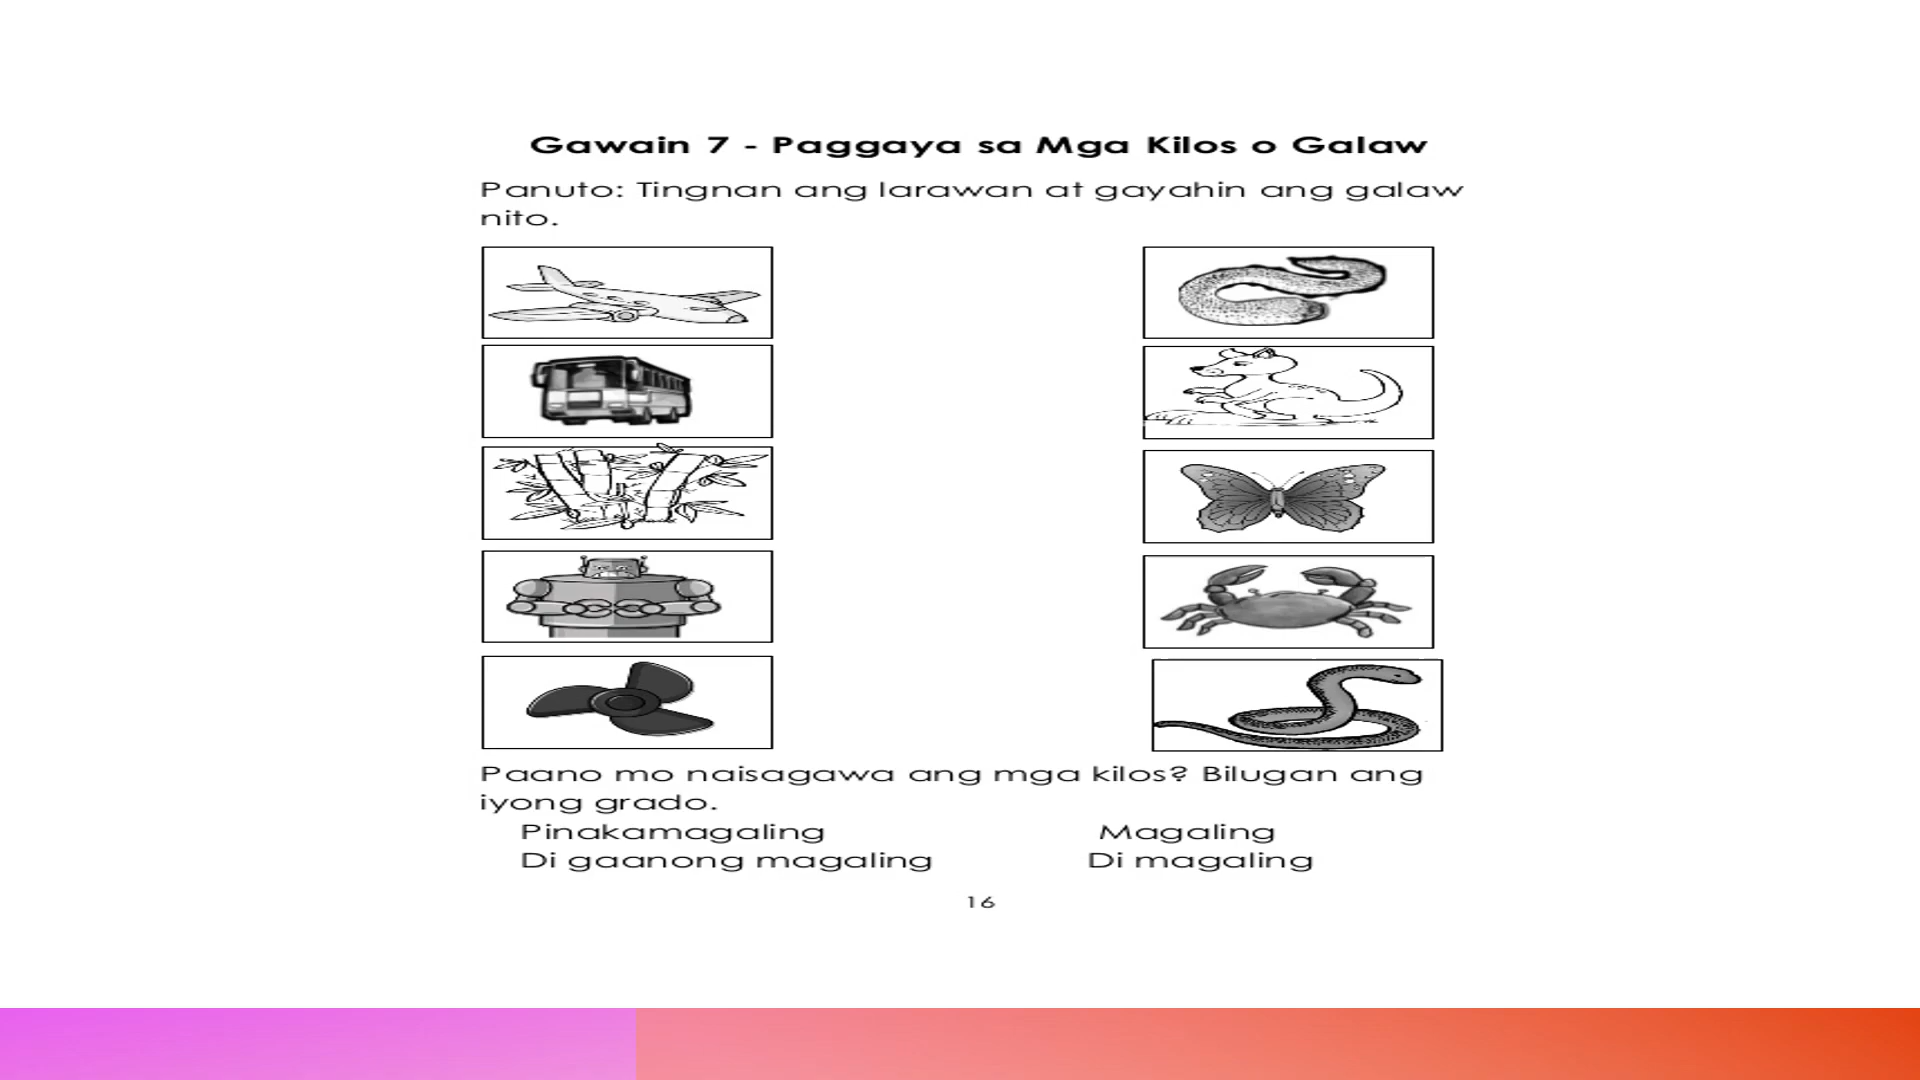 Gawain 7 - Paggaya sa Mga Kilos o Galaw
Panuto: Tingnan ang larawan at gayahin ang galaw
nito.
Paano mo naisagawa ang mga kilos? Bilugan ang
iyong grado.
Pinakamagaling Magaling
Di gaanong magaling Di magaling
16